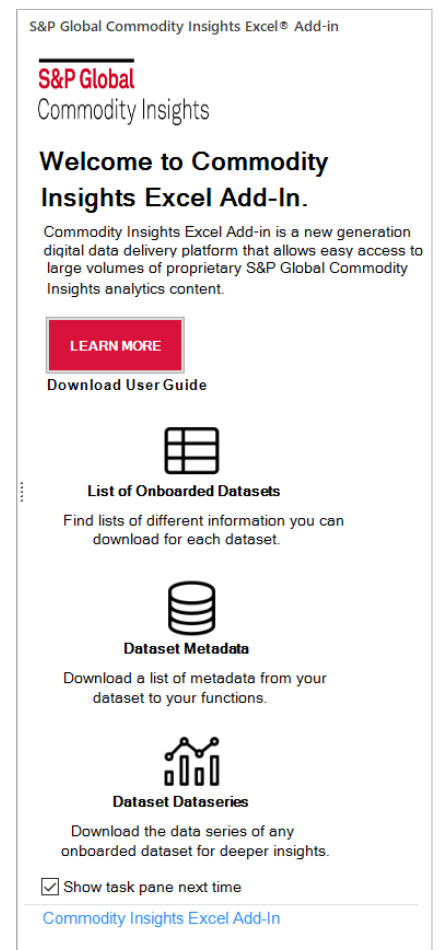 S&P Global Commodity Insights Excel® Add-in
S&P Global
Commodity Insights
Welcome to Commodity
Insights Excel Add-In.
Commodity Insights Excel Add-in is a new generation
digital data delivery platform that allows easy access to
large volumes of proprietary S&P Global Commodity
Insights analytics content.
LEARN MORE
Download User Guide
List of Onboarded Datasets
Find lists of different information you can
download for each dataset.
Dataset Metadata
Download a list of metadata from your
dataset to your functions.
Dataset Dataseries
Download the data series of any
onboarded dataset for deeper insights.
Show task pane next time
Commodity Insights Excel Add-In